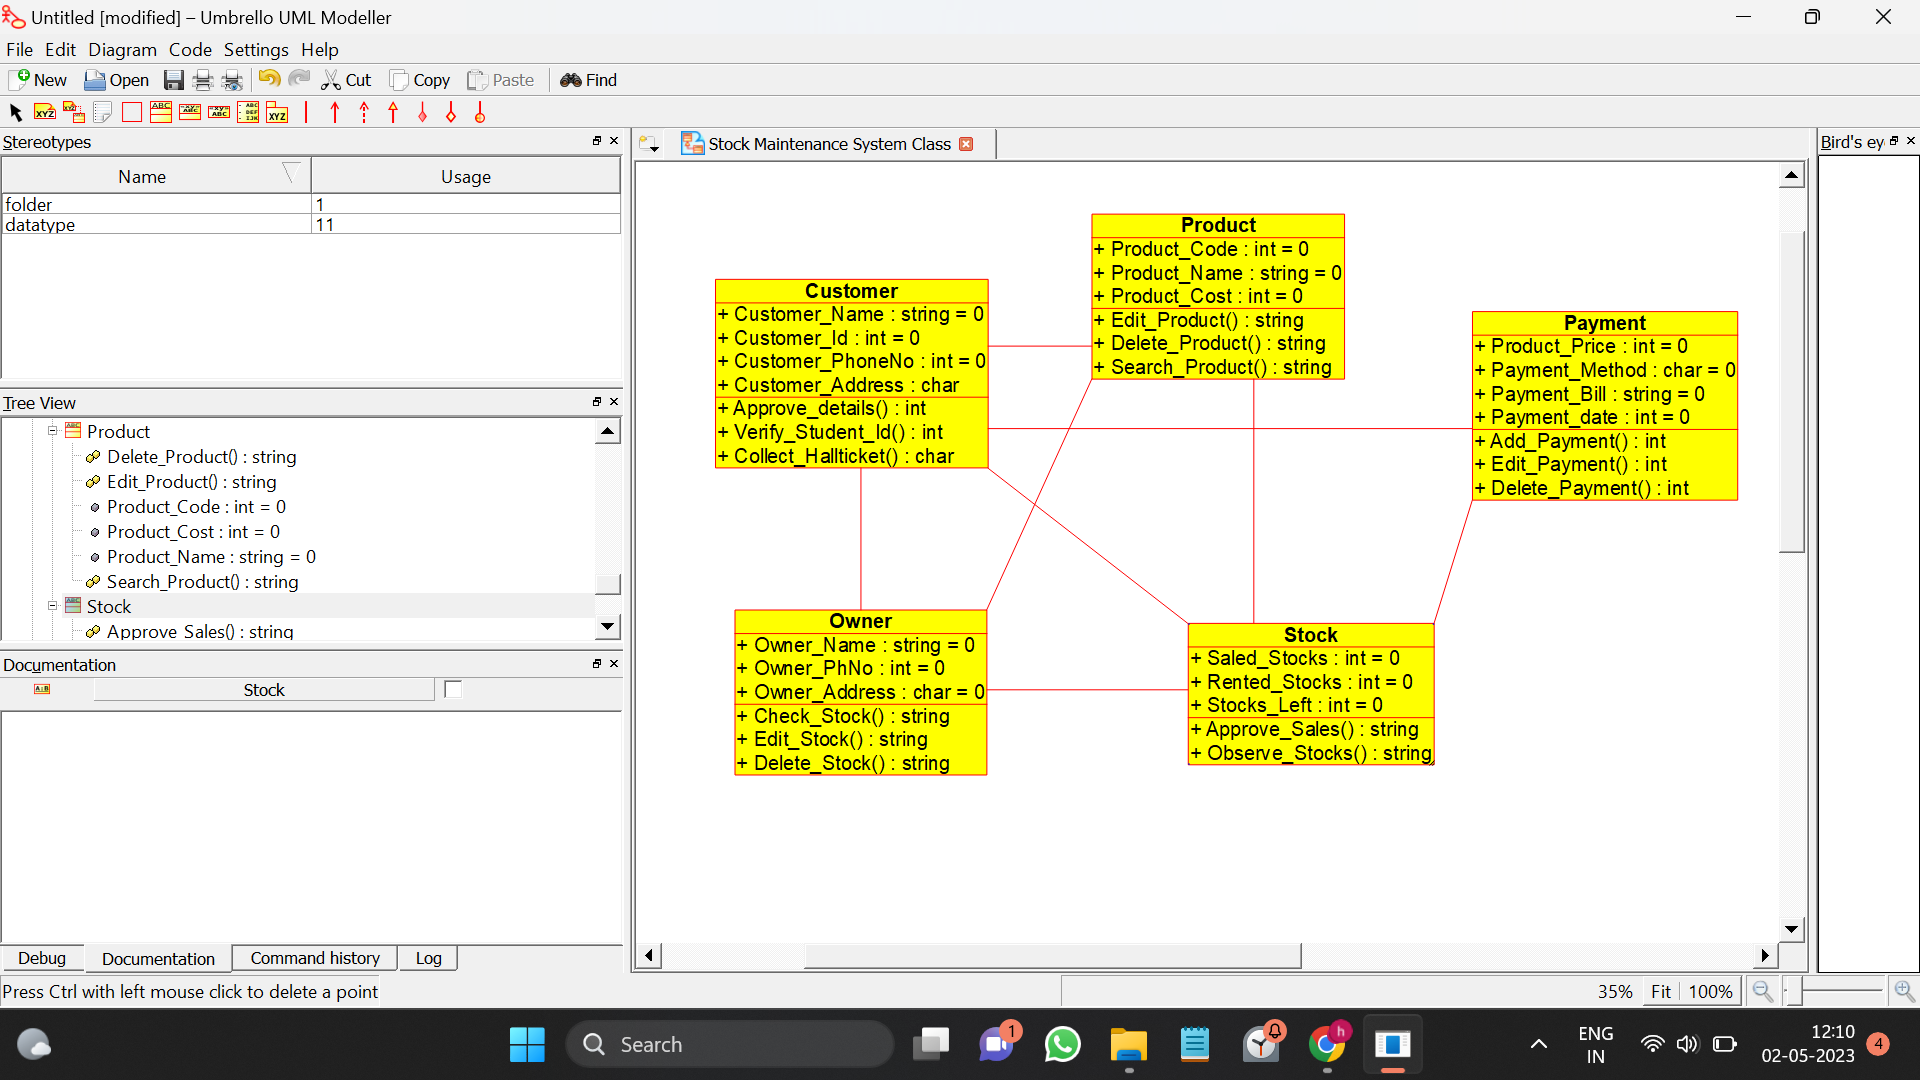 Untitled [modified] – Umbrello UML Modeller
File Edit Diagram Code Settings Help
New Open Cut Copy Paste Find
Stereotypes
Name Usage
folder 1
datatype 11
Tree View
Product
Delete_Product() : string
Edit_Product() : string
Product_Code : int = 0
Product_Cost : int = 0
Product_Name : string = 0
Search_Product() : string
Stock
Approve Sales() : string
Documentation
Stock
Debug Documentation Command history Log
Press Ctrl with left mouse click to delete a point
Stock Maintenance System Class
Product
+ Product_Code : int = 0
+ Product_Name : string = 0
+ Product_Cost : int = 0
+ Edit_Product() : string
+ Delete_Product() : string
+ Search_Product() : string
Customer
+ Customer_Name : string = 0
+ Customer_Id : int = 0
+ Customer_PhoneNo : int = 0
+ Customer_Address : char
+ Approve_details() : int
+ Verify_Student_Id() : int
+ Collect_Hallticket() : char
Payment
+ Product_Price : int = 0
+ Payment_Method : char = 0
+ Payment_Bill : string = 0
+ Payment_date : int = 0
+ Add_Payment() : int
+ Edit_Payment() : int
+ Delete_Payment() : int
Owner
+ Owner_Name : string = 0
+ Owner_PhNo : int = 0
+ Owner_Address : char = 0
+ Check_Stock() : string
+ Edit_Stock() : string
+ Delete_Stock() : string
Stock
+ Saled_Stocks : int = 0
+ Rented_Stocks : int = 0
+ Stocks_Left : int = 0
+ Approve_Sales() : string
+ Observe_Stocks() : string
Bird's ey
35% Fit 100%
Search
1
h
ENG
IN
12:10
02-05-2023
4